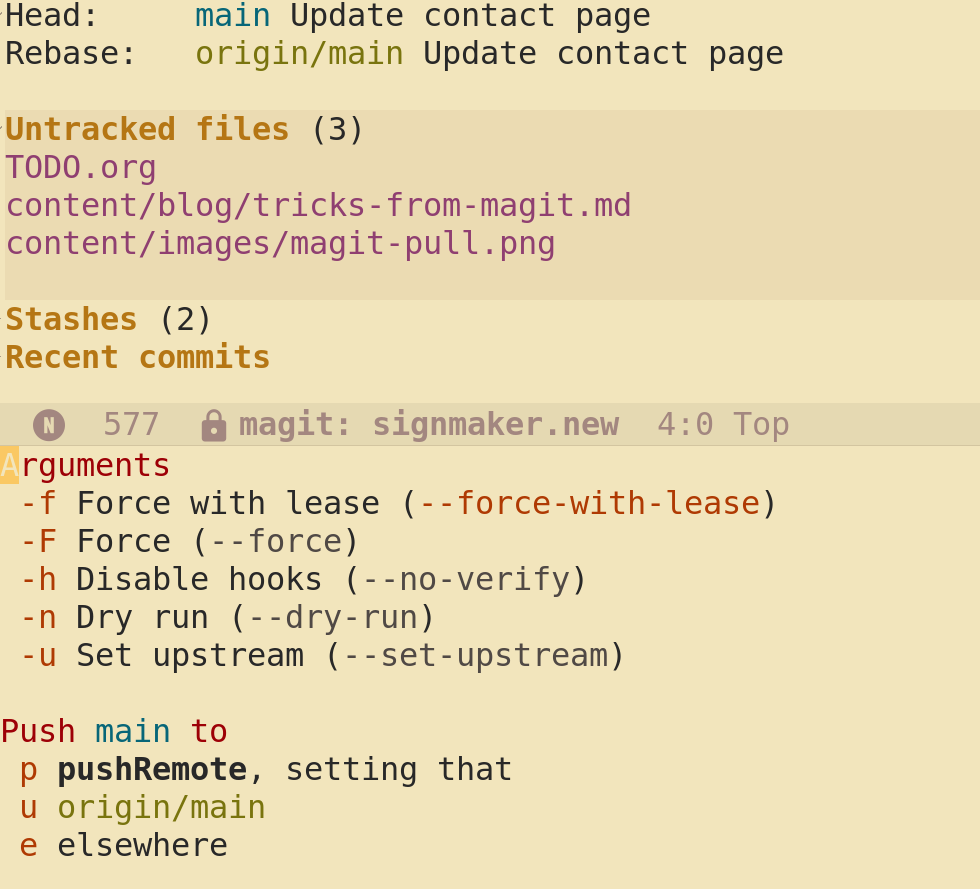 Head:     main Update contact page
Rebase:   origin/main Update contact page
Untracked files (3)
TODO.org
content/blog/tricks-from-magit.md
content/images/magit-pull.png
Stashes (2)
Recent commits
N 577 magit: signmaker.new 4:0 Top
Arguments
-f Force with lease (--force-with-lease)
-F Force (--force)
-h Disable hooks (--no-verify)
-n Dry run (--dry-run)
-u Set upstream (--set-upstream)
Push main to
p pushRemote, setting that
u origin/main
e elsewhere